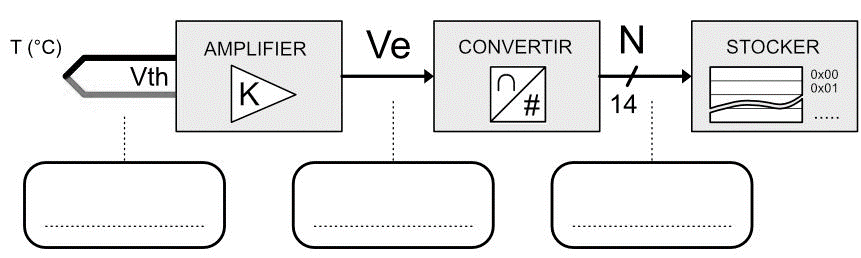 T (°C)
Vth
AMPLIFIER
K
Ve
CONVERTIR
∩
#
N
14
STOCKER
0x00
0x01
.....
........................
........................
........................